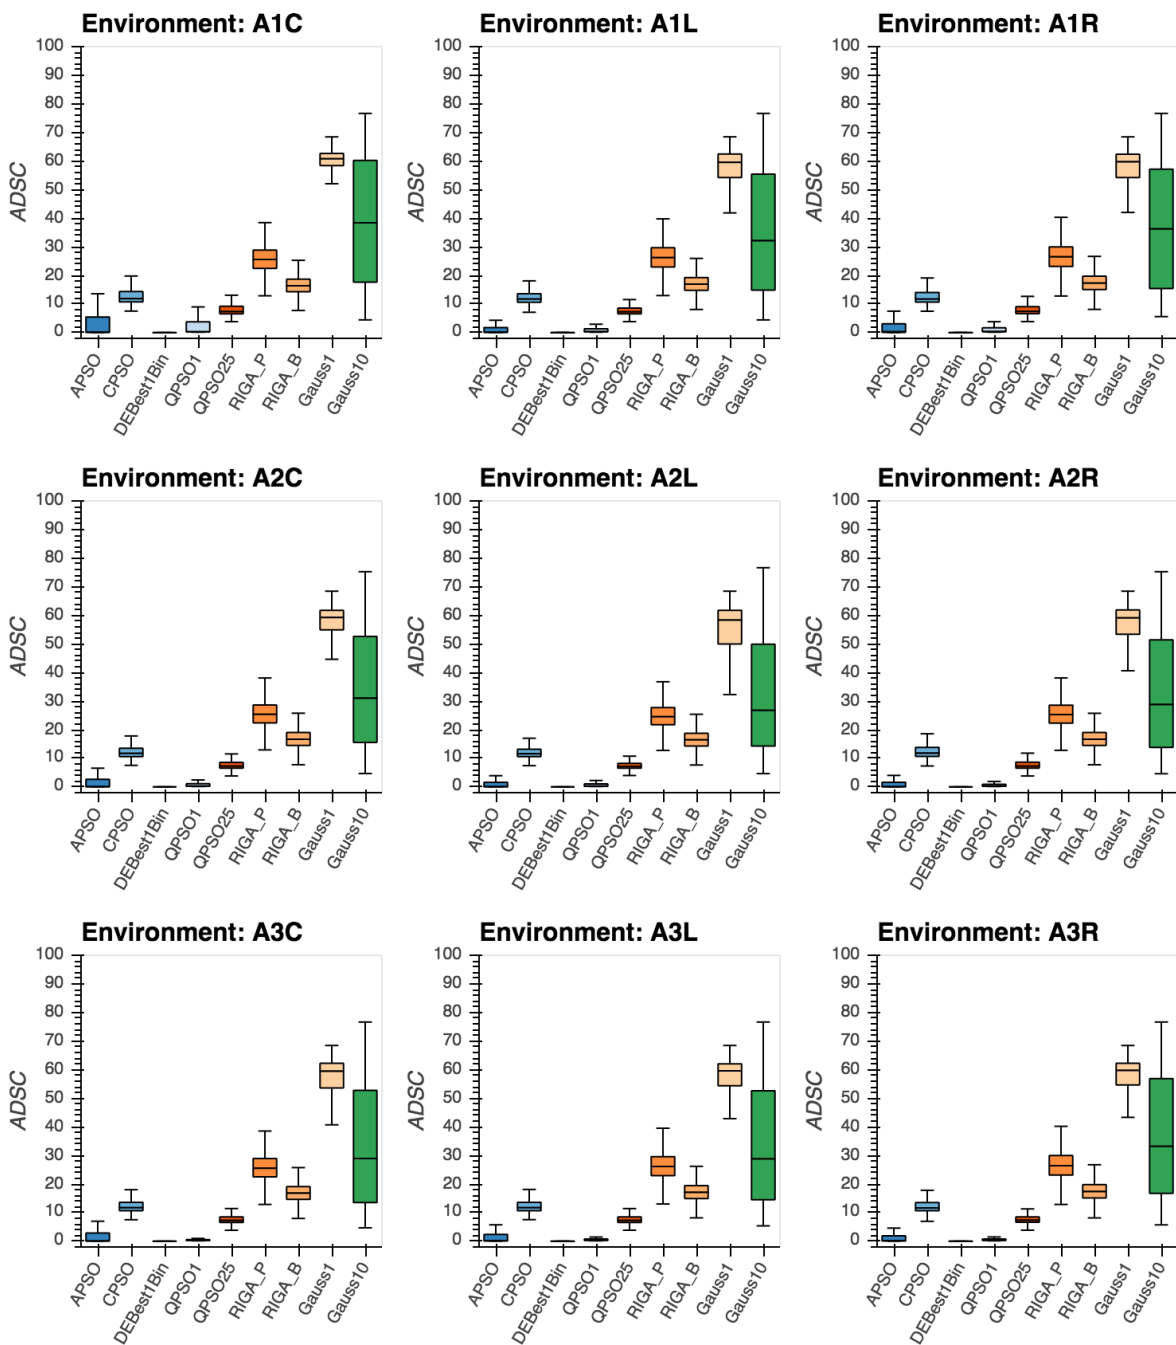 Environment: A1C
100
90
80
70
60
50
40
30
20
10
0
ADSC
APSO
CPSO
DEBest1Bin
QPSO1
QPSO25
RIGA_P
RIGA_B
Gauss1
Gauss10
Environment: A1L
100
90
80
70
60
50
40
30
20
10
0
ADSC
APSO
CPSO
DEBest1Bin
QPSO1
QPSO25
RIGA_P
RIGA_B
Gauss1
Gauss10
Environment: A1R
100
90
80
70
60
50
40
30
20
10
0
ADSC
APSO
CPSO
DEBest1Bin
QPSO1
QPSO25
RIGA_P
RIGA_B
Gauss1
Gauss10
Environment: A2C
100
90
80
70
60
50
40
30
20
10
0
ADSC
APSO
CPSO
DEBest1Bin
QPSO1
QPSO25
RIGA_P
RIGA_B
Gauss1
Gauss10
Environment: A2L
100
90
80
70
60
50
40
30
20
10
0
ADSC
APSO
CPSO
DEBest1Bin
QPSO1
QPSO25
RIGA_P
RIGA_B
Gauss1
Gauss10
Environment: A2R
100
90
80
70
60
50
40
30
20
10
0
ADSC
APSO
CPSO
DEBest1Bin
QPSO1
QPSO25
RIGA_P
RIGA_B
Gauss1
Gauss10
Environment: A3C
100
90
80
70
60
50
40
30
20
10
0
ADSC
APSO
CPSO
DEBest1Bin
QPSO1
QPSO25
RIGA_P
RIGA_B
Gauss1
Gauss10
Environment: A3L
100
90
80
70
60
50
40
30
20
10
0
ADSC
APSO
CPSO
DEBest1Bin
QPSO1
QPSO25
RIGA_P
RIGA_B
Gauss1
Gauss10
Environment: A3R
100
90
80
70
60
50
40
30
20
10
0
ADSC
APSO
CPSO
DEBest1Bin
QPSO1
QPSO25
RIGA_P
RIGA_B
Gauss1
Gauss10